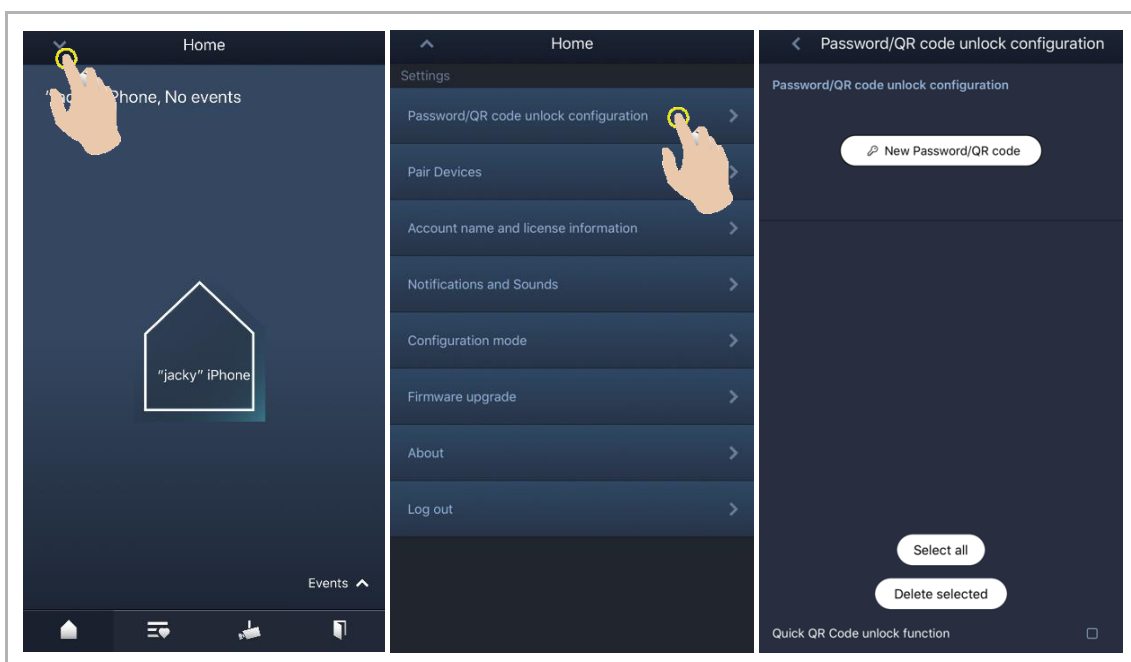 Home
Phone, No events
"jacky" iPhone
Events
Home
Settings
Password/QR code unlock configuration
Pair Devices
Account name and license information
Notifications and Sounds
Configuration mode
Firmware upgrade
About
Log out
Password/QR code unlock configuration
Password/QR code unlock configuration
New Password/QR code
Select all
Delete selected
Quick QR Code unlock function